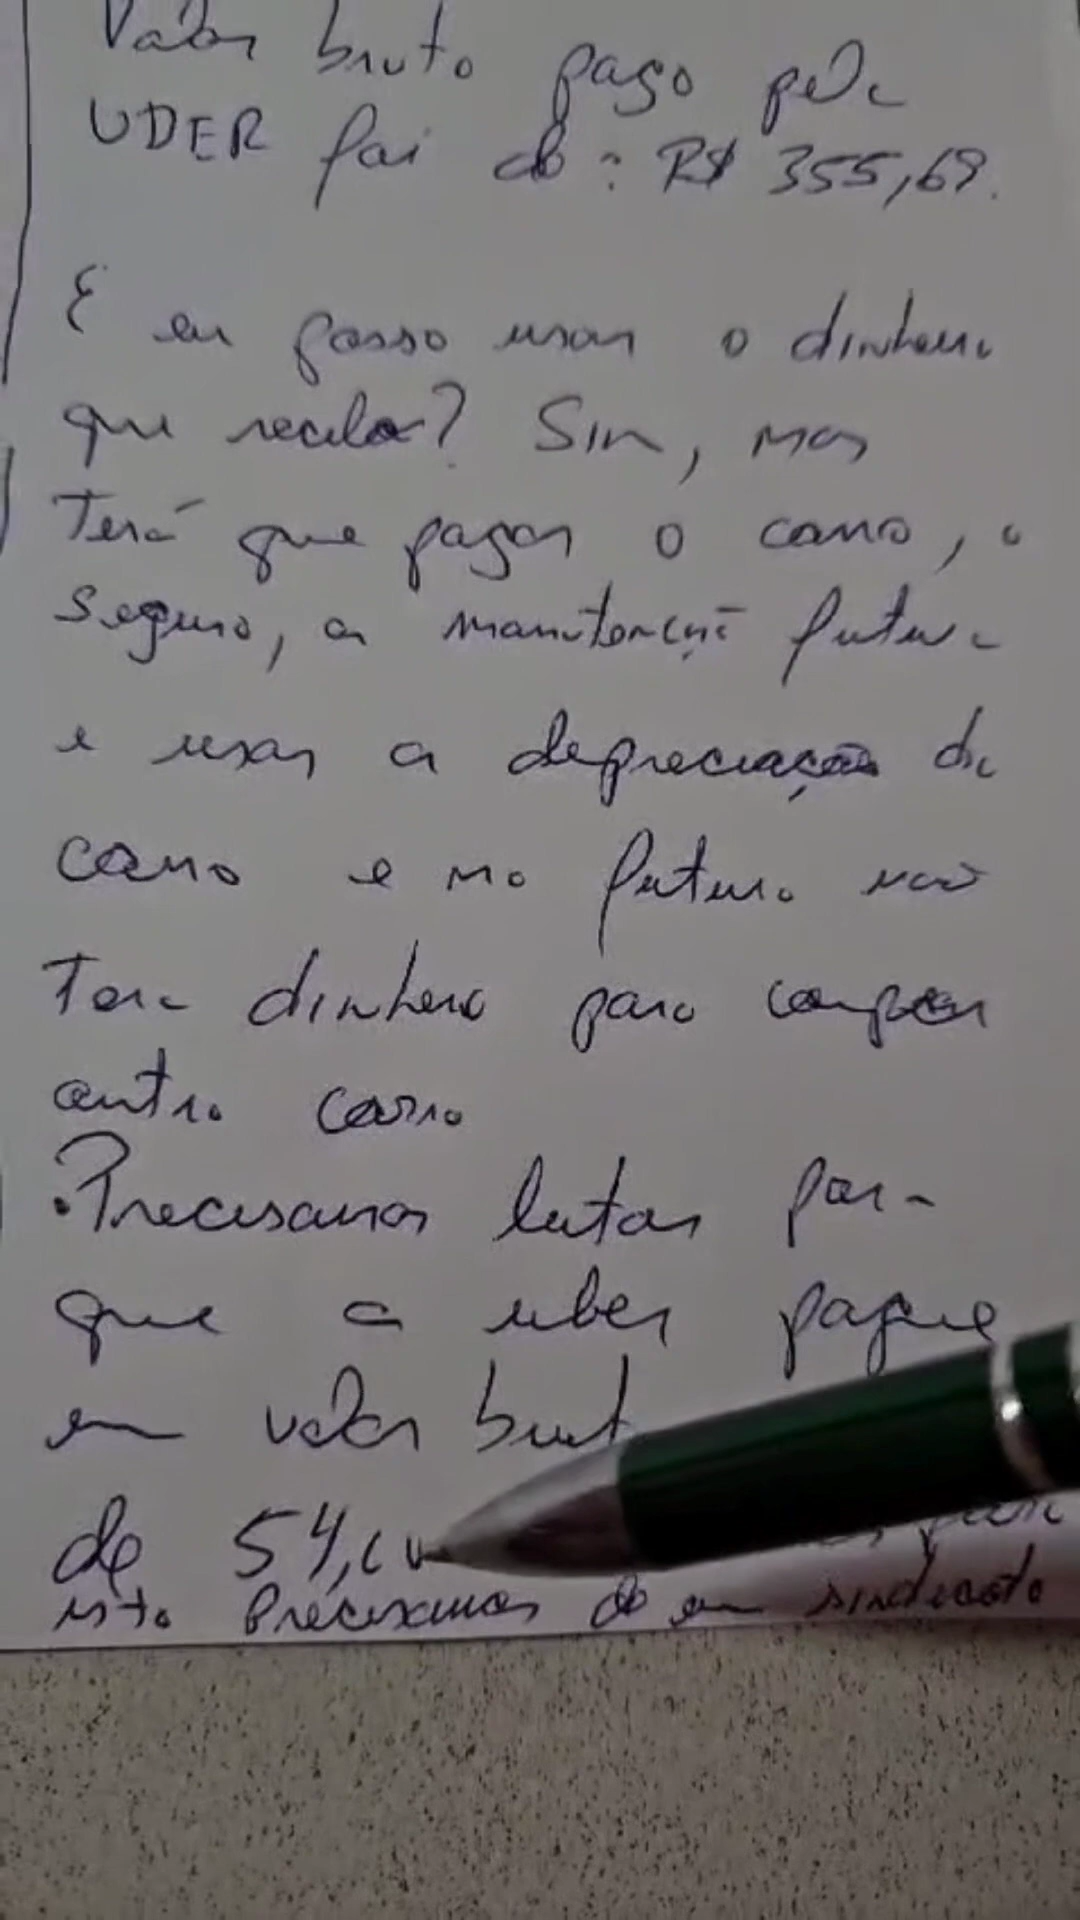 Valor bruto pago pela
UBER foi de: R$ 355,69.
E eu posso usar o dinheiro
que recebo? Sim, mas
Terá que pagar o carro, o
seguro, a manutenção futura
e usar a depreciação do
carro e no futuro não
Terá dinheiro para comprar
outro carro
• Precisamos lutar para
que a uber pague
um valor brut
de 54,
isto Precisamos de um sindicato